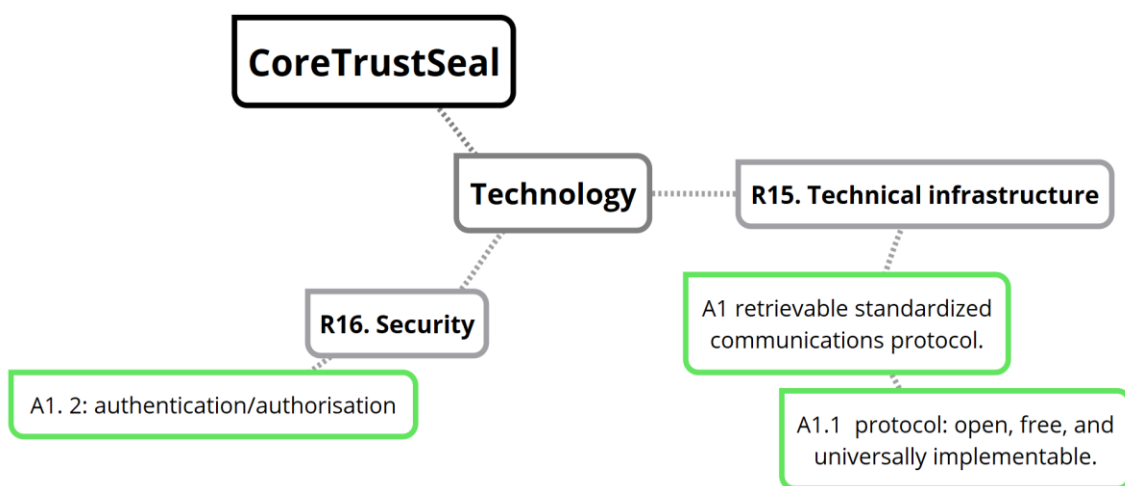 CoreTrustSeal
Technology
R15. Technical infrastructure
R16. Security
A1 retrievable standardized
communications protocol.
A1. 2: authentication/authorisation
A1.1 protocol: open, free, and
universally implementable.